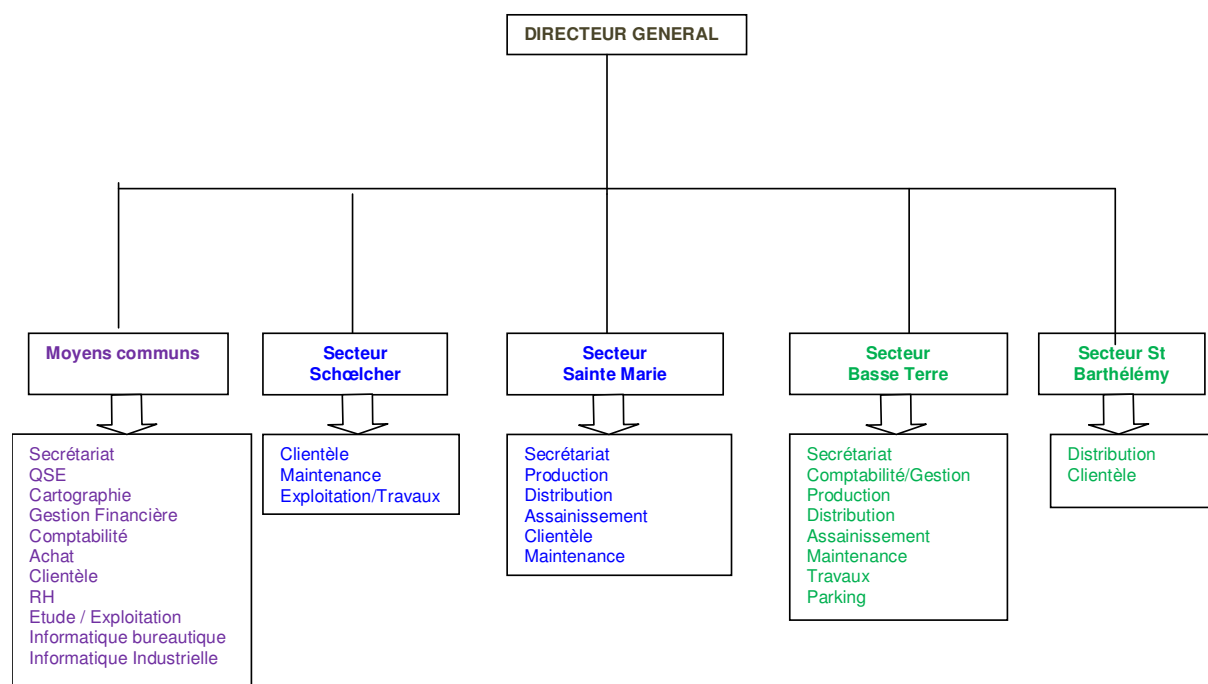 DIRECTEUR GENERAL
Moyens communs
Secteur
Schœlcher
Secteur
Sainte Marie
Secteur
Basse Terre
Secteur St
Barthélémy
Secrétariat
QSE
Cartographie
Gestion Financière
Comptabilité
Achat
Clientèle
RH
Etude / Exploitation
Informatique bureautique
Informatique Industrielle
Clientèle
Maintenance
Exploitation/Travaux
Secrétariat
Production
Distribution
Assainissement
Clientèle
Maintenance
Secrétariat
Comptabilité/Gestion
Production
Distribution
Assainissement
Maintenance
Travaux
Parking
Distribution
Clientèle